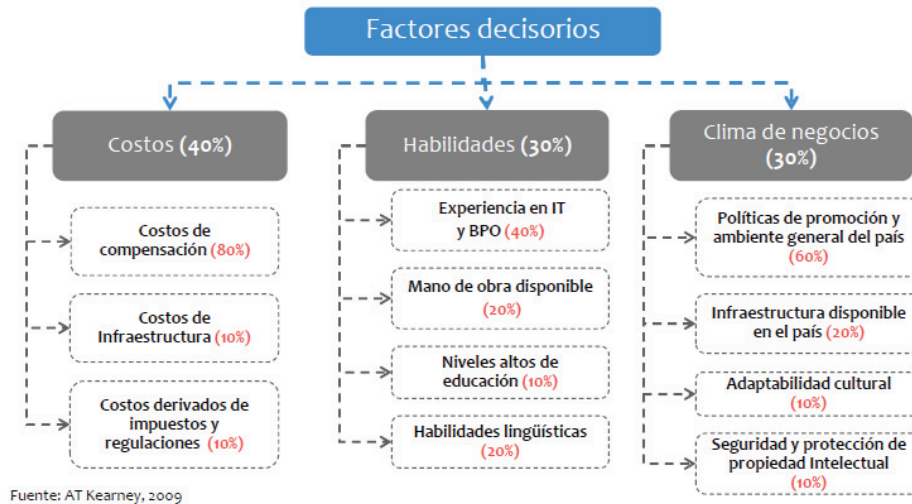 Factores decisorios
Costos (40%)
Costos de
compensación (80%)
Costos de
Infraestructura (10%)
Costos derivados de
impuestos y
regulaciones (10%)
Habilidades (30%)
Experiencia en IT
y BPO (40%)
Mano de obra disponible
(20%)
Niveles altos de
educación (10%)
Habilidades lingüísticas
(20%)
Clima de negocios
(30%)
Políticas de promoción y
ambiente general del país
(60%)
Infraestructura disponible
en el país (20%)
Adaptabilidad cultural
(10%)
Seguridad y protección de
propiedad Intelectual
(10%)
Fuente: AT Kearney, 2009